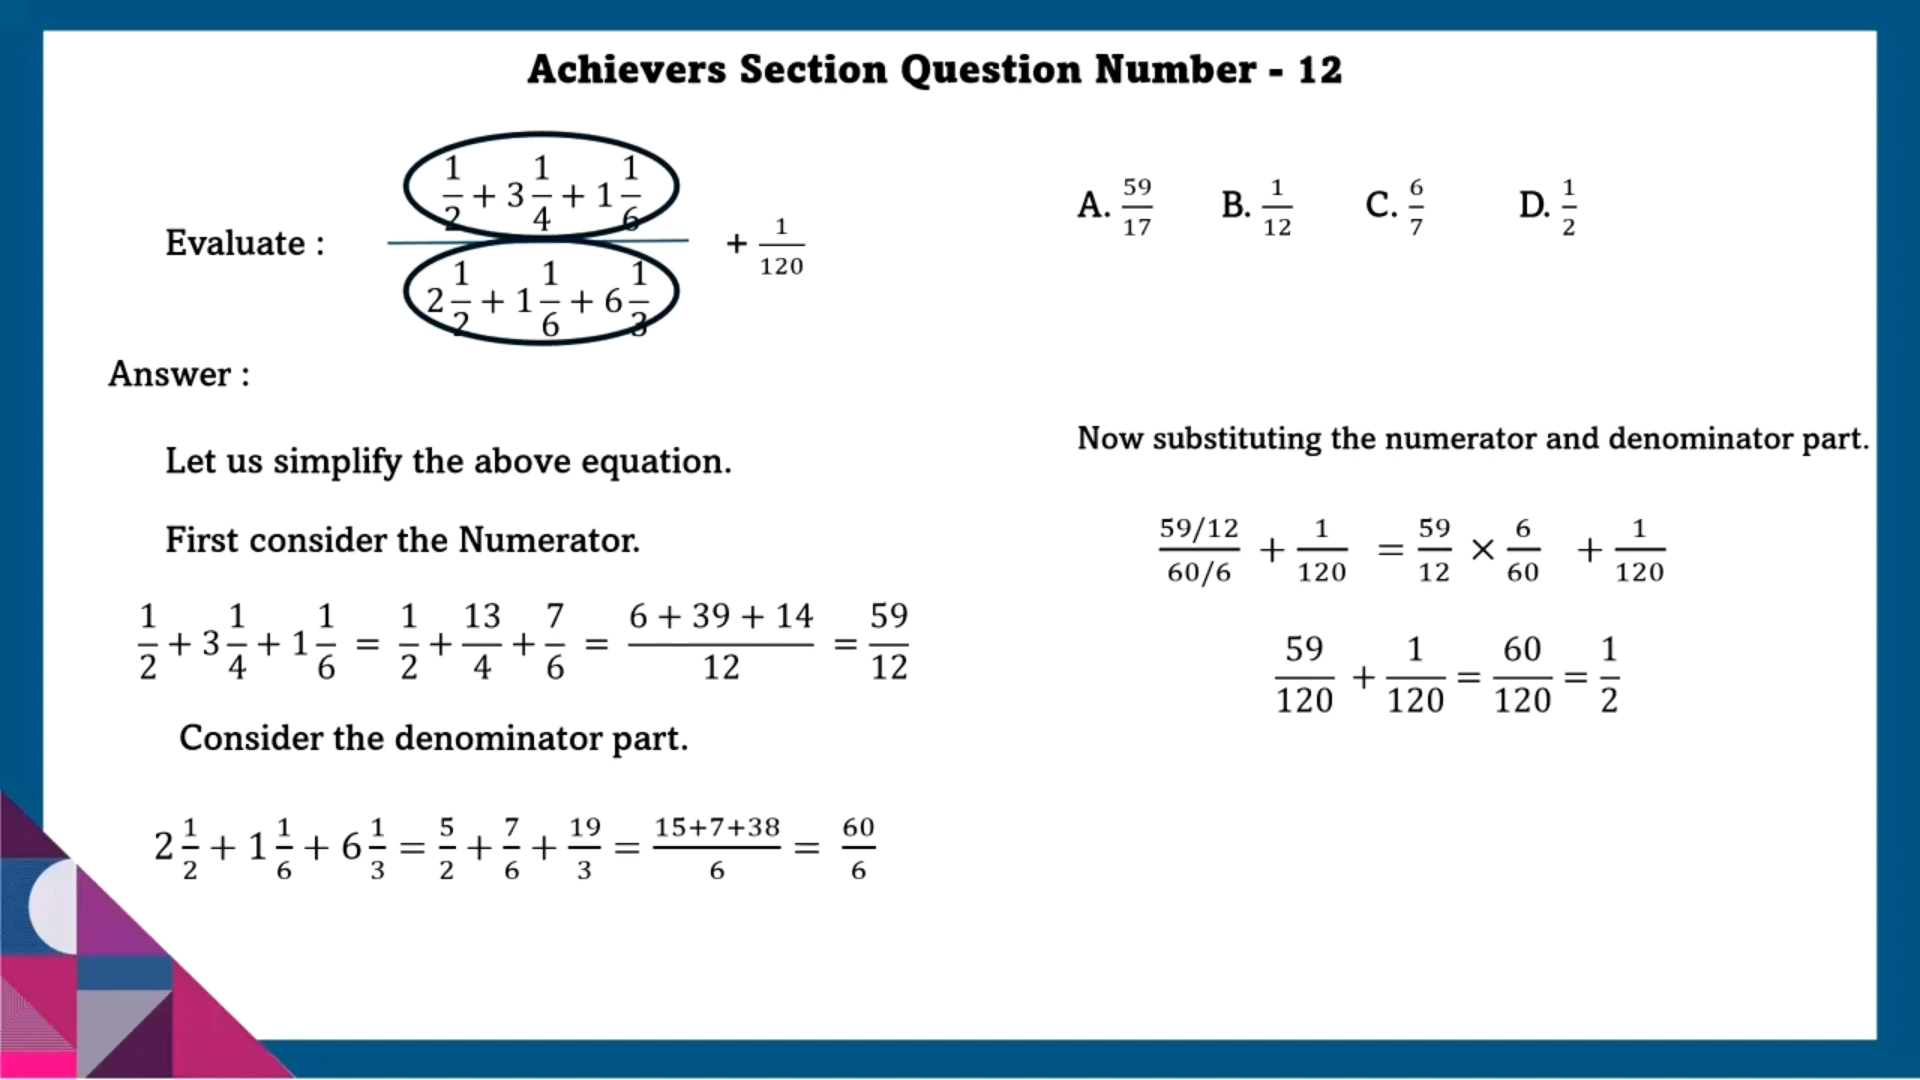 Achievers Section Question Number - 12
Evaluate : (1/2 + 3 1/4 + 1 1/6) / (2 1/2 + 1 1/6 + 6 1/3) + 1/120
A. 59/17 B. 1/12 C. 6/7 D. 1/2
Answer :
Let us simplify the above equation.
First consider the Numerator.
1/2 + 3 1/4 + 1 1/6 = 1/2 + 13/4 + 7/6 = (6 + 39 + 14)/12 = 59/12
Consider the denominator part.
2 1/2 + 1 1/6 + 6 1/3 = 5/2 + 7/6 + 19/3 = (15+7+38)/6 = 60/6
Now substituting the numerator and denominator part.
(59/12)/(60/6) + 1/120 = 59/12 × 6/60 + 1/120
59/120 + 1/120 = 60/120 = 1/2